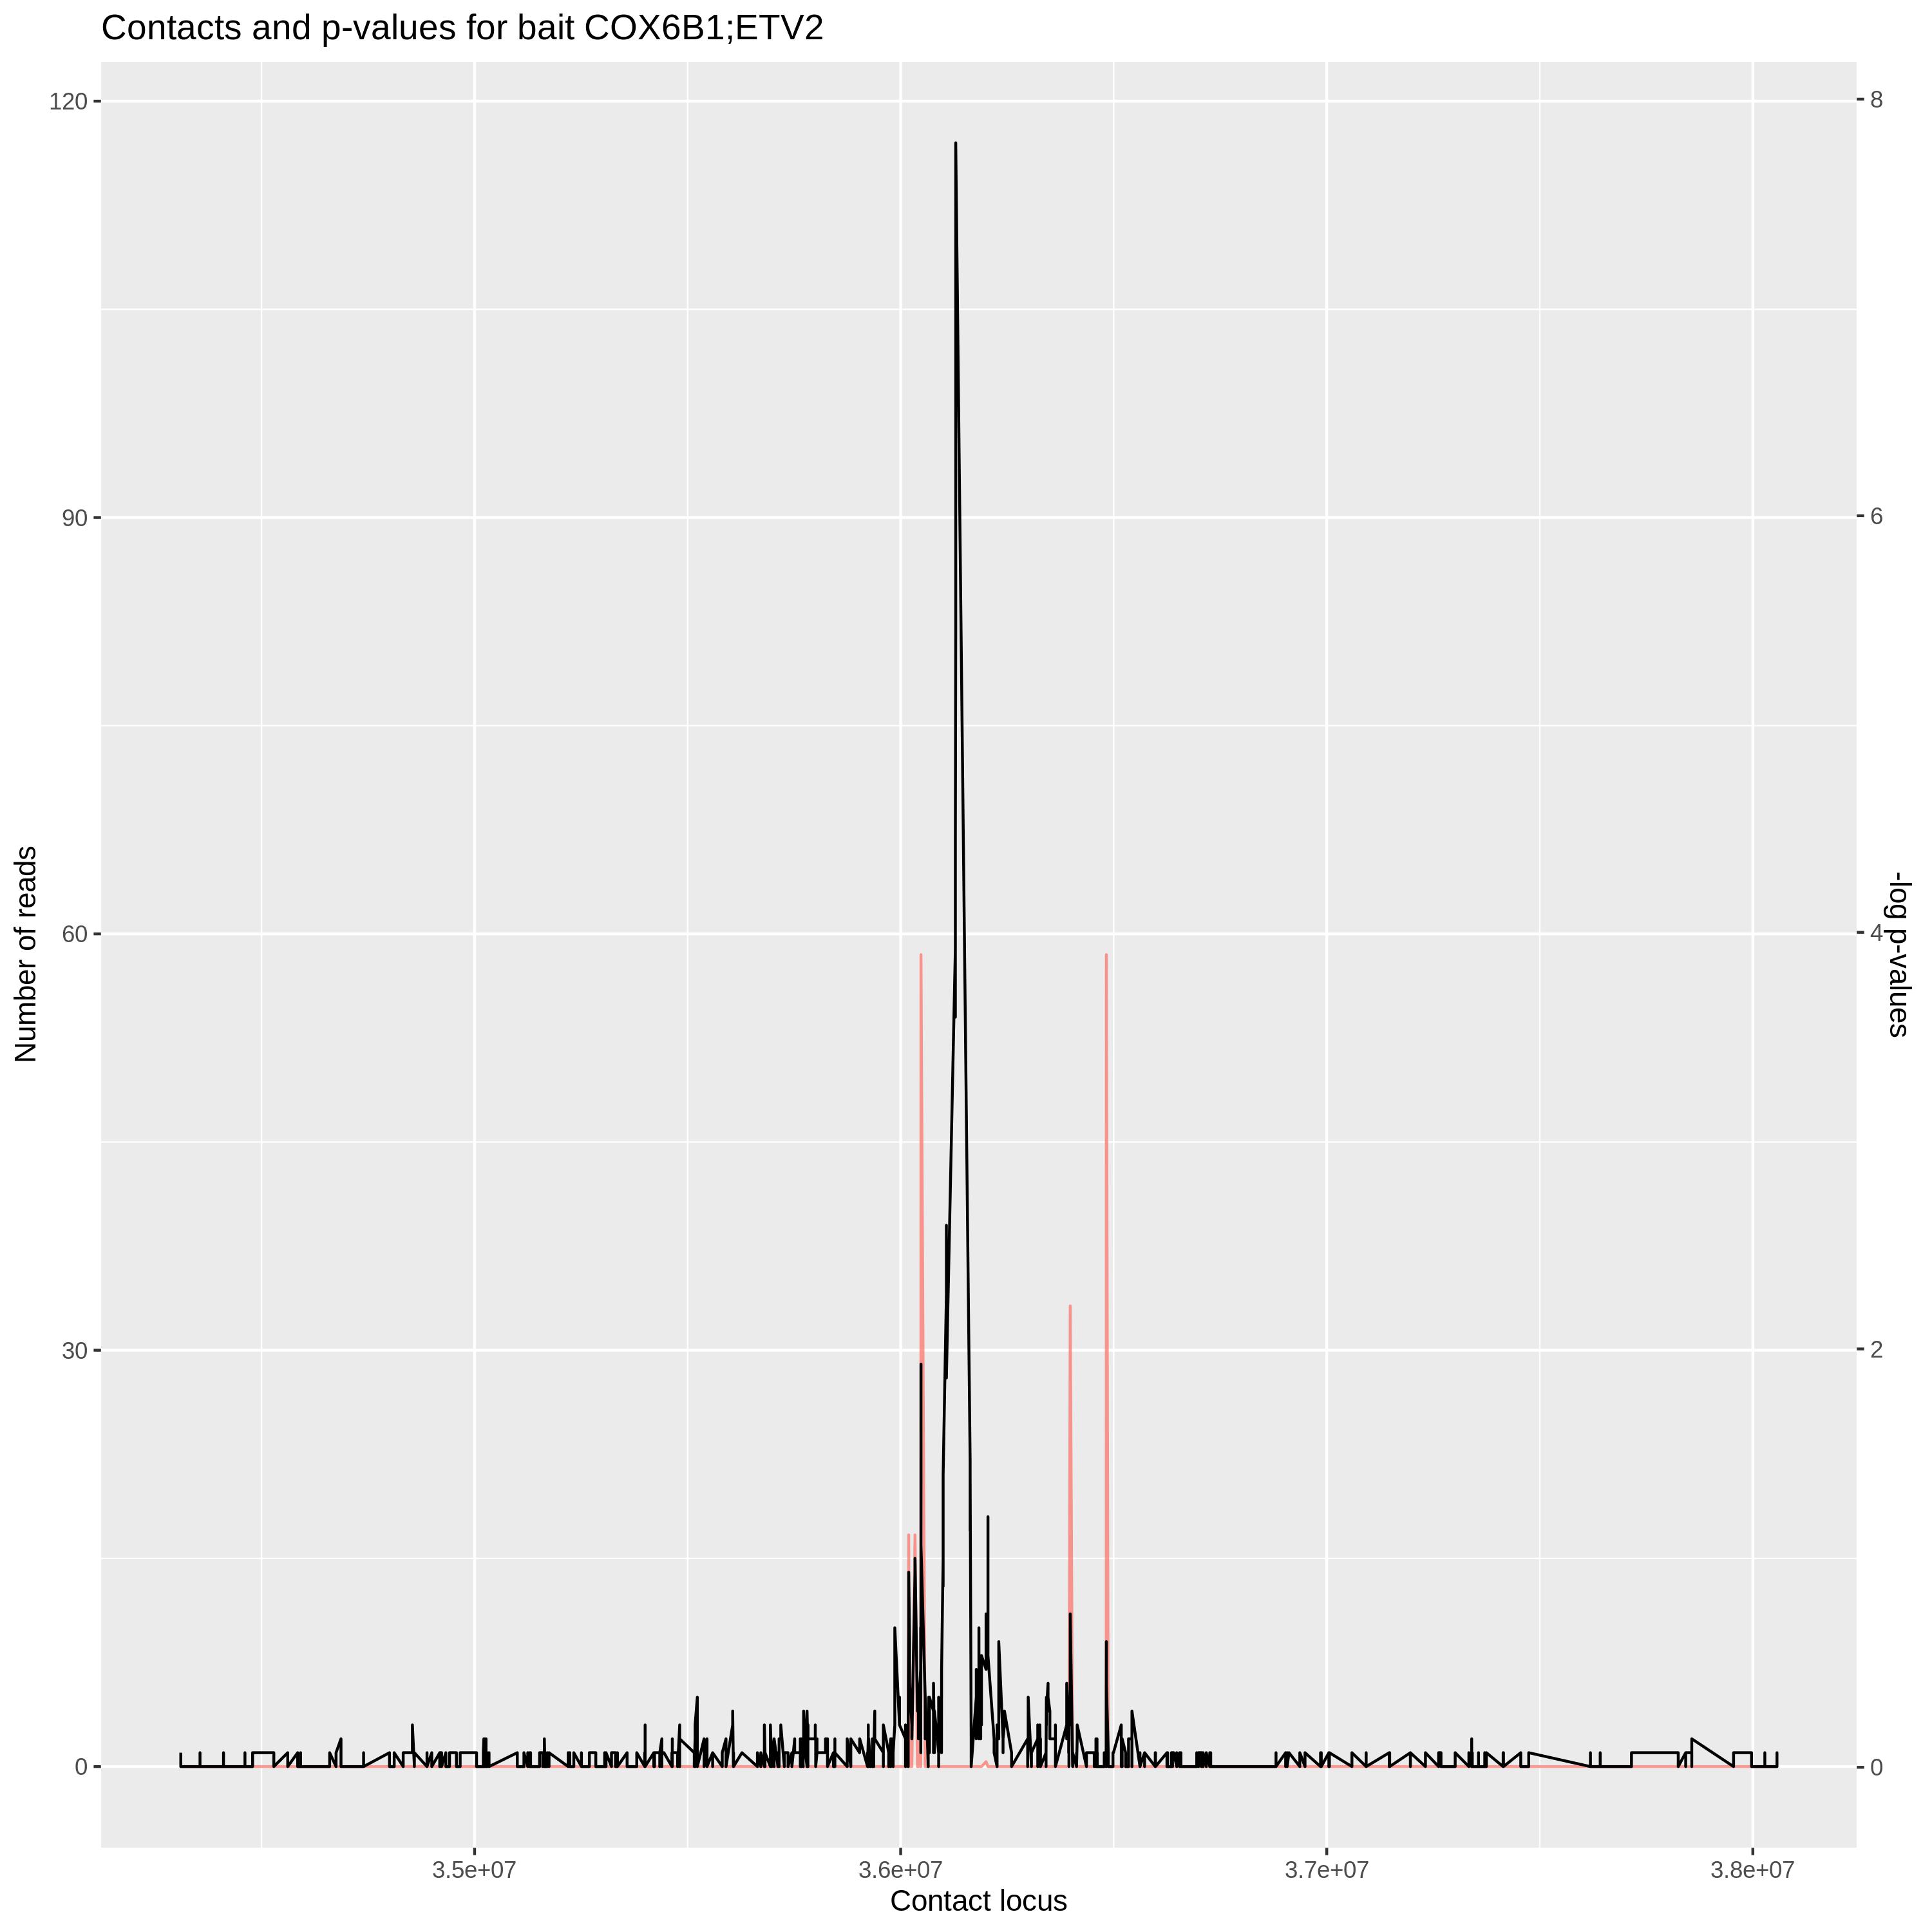 Contacts and p-values for bait COX6B1;ETV2
120
90
60
30
0
Number of reads
8
6
4
2
0
-log p-values
3.5e+07
3.6e+07
3.7e+07
3.8e+07
Contact locus